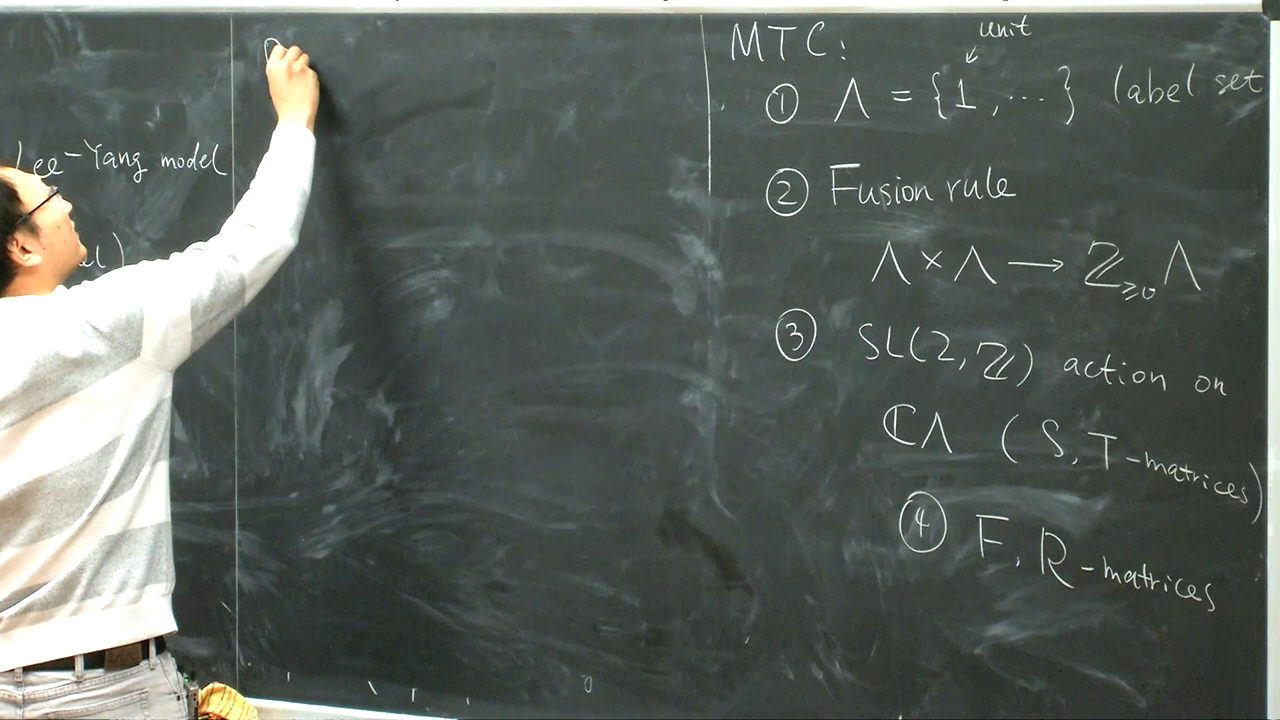 Lee-Yang model
MTC:
unit
① Λ = {1, ...} label set
② Fusion rule
Λ × Λ → ℤ≥0 Λ
③ SL(2, ℤ) action on
ℂΛ (S, T-matrices)
④ F, R-matrices